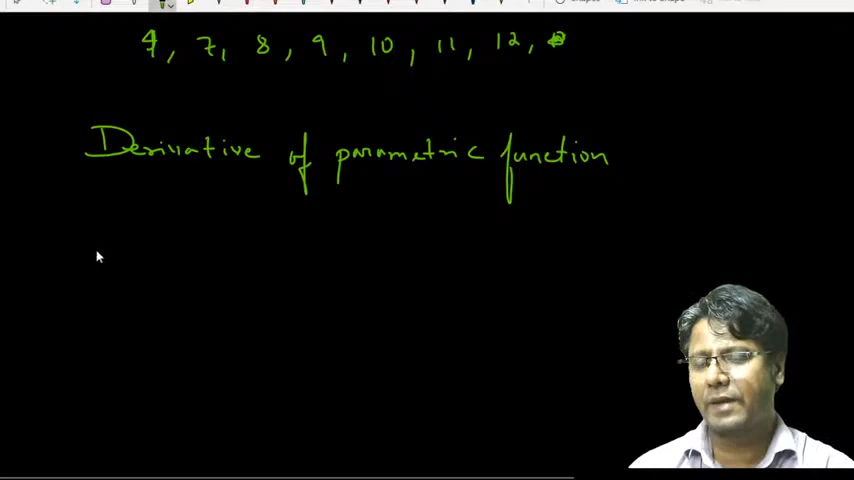 4, 7, 8, 9, 10, 11, 12,
Derivative of parametric function